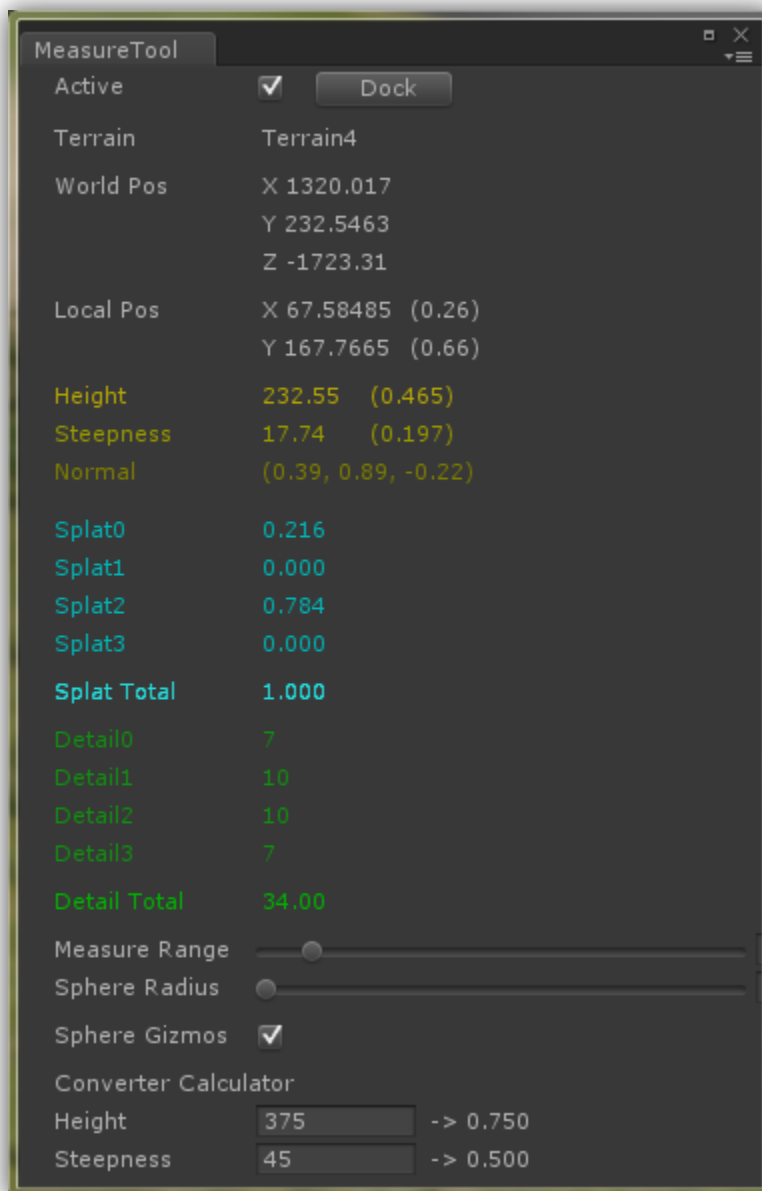 MeasureTool
Active Dock
Terrain Terrain4
World Pos X 1320.017
Y 232.5463
Z -1723.31
Local Pos X 67.58485 (0.26)
Y 167.7665 (0.66)
Height 232.55 (0.465)
Steepness 17.74 (0.197)
Normal (0.39, 0.89, -0.22)
Splat0 0.216
Splat1 0.000
Splat2 0.784
Splat3 0.000
Splat Total 1.000
Detail0 7
Detail1 10
Detail2 10
Detail3 7
Detail Total 34.00
Measure Range
Sphere Radius
Sphere Gizmos
Converter Calculator
Height 375 -> 0.750
Steepness 45 -> 0.500